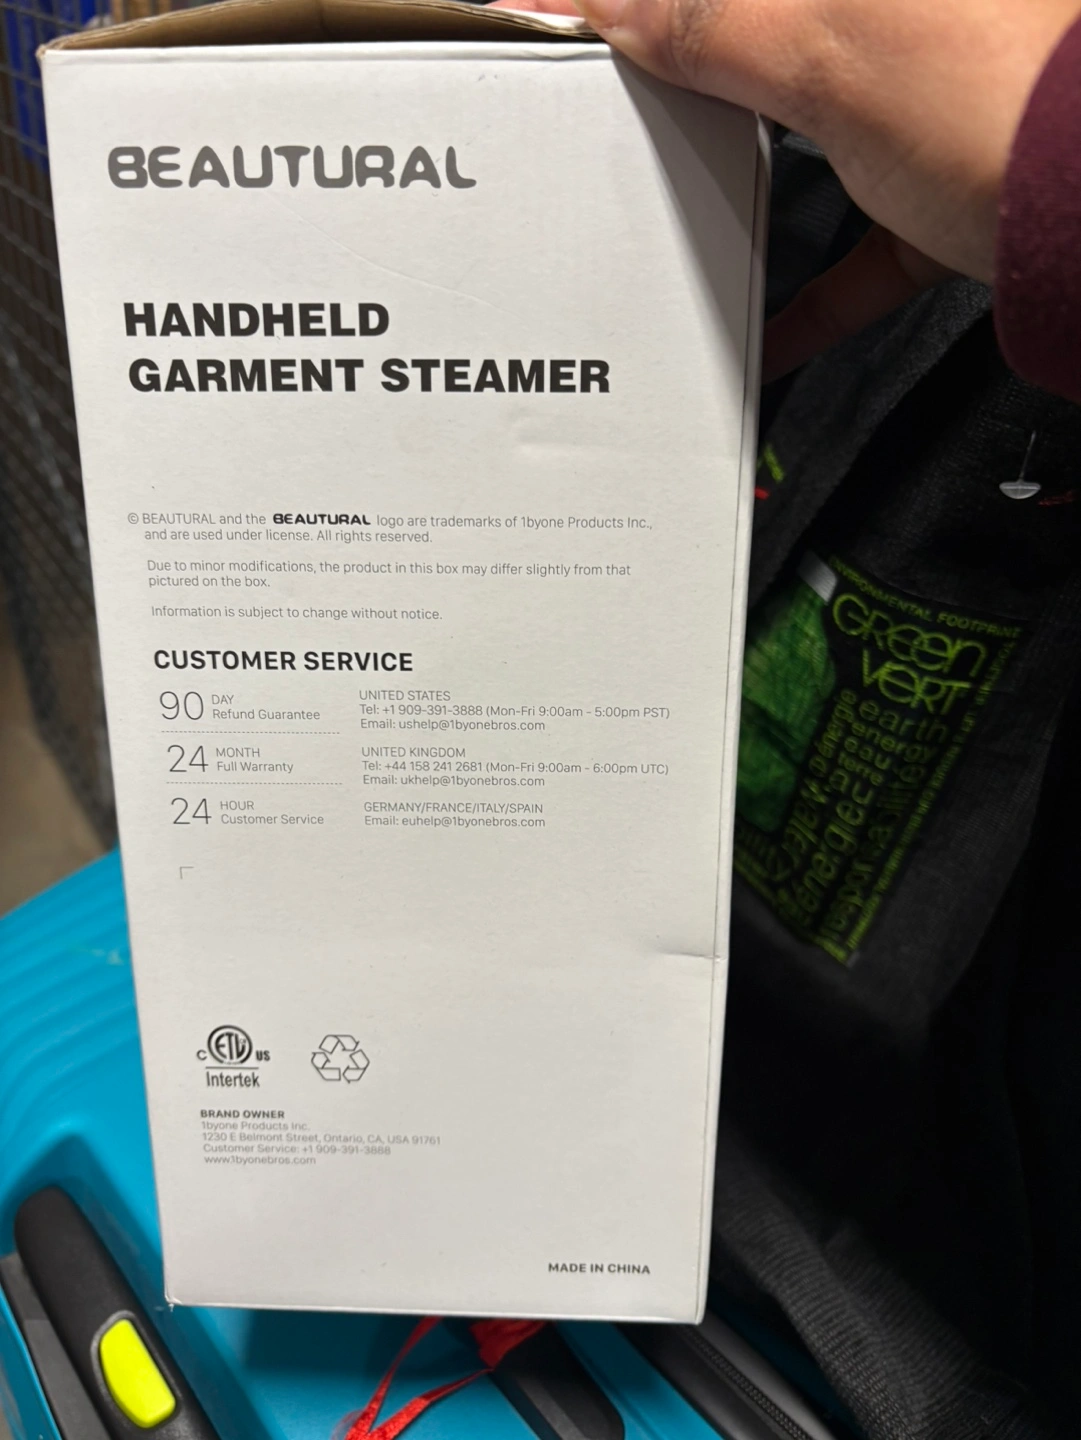 BEAUTURAL
HANDHELD
GARMENT STEAMER
© BEAUTURAL and the BEAUTURAL logo are trademarks of 1byone Products Inc.,
and are used under license. All rights reserved.
Due to minor modifications, the product in this box may differ slightly from that
pictured on the box.
Information is subject to change without notice.
CUSTOMER SERVICE
90 DAY
Refund Guarantee
24 MONTH
Full Warranty
24 HOUR
Customer Service
UNITED STATES
Tel: +1 909-391-3888 (Mon-Fri 9:00am - 5:00pm PST)
Email: ushelp@1byonebros.com
UNITED KINGDOM
Tel: +44 158 241 2681 (Mon-Fri 9:00am - 6:00pm UTC)
Email: ukhelp@1byonebros.com
GERMANY/FRANCE/ITALY/SPAIN
Email: euhelp@1byonebros.com
C ETL US
Intertek
BRAND OWNER
1byone Products Inc.
1230 E Belmont Street, Ontario, CA, USA 91761
Customer Service: +1 909-391-3888
www.1byonebros.com
MADE IN CHINA
ENVIRONMENTAL FOOTPRINT
Green
vert
earth
energy
eau
terre